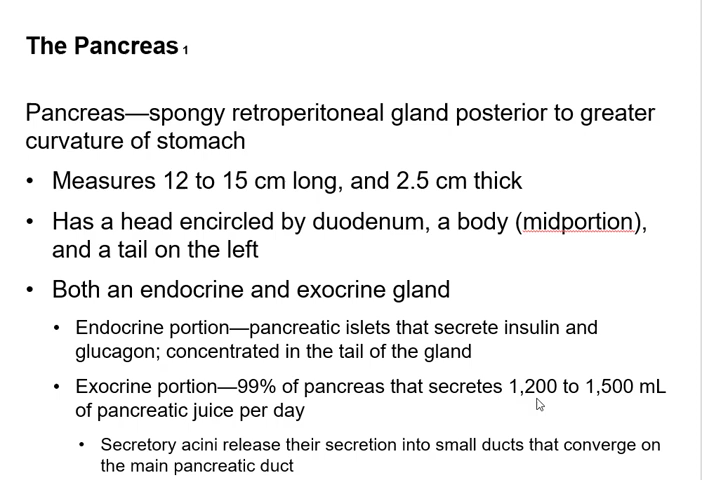 The Pancreas 1
Pancreas—spongy retroperitoneal gland posterior to greater
curvature of stomach
• Measures 12 to 15 cm long, and 2.5 cm thick
• Has a head encircled by duodenum, a body (midportion),
and a tail on the left
• Both an endocrine and exocrine gland
• Endocrine portion—pancreatic islets that secrete insulin and
glucagon; concentrated in the tail of the gland
• Exocrine portion—99% of pancreas that secretes 1,200 to 1,500 mL
of pancreatic juice per day
• Secretory acini release their secretion into small ducts that converge on
the main pancreatic duct